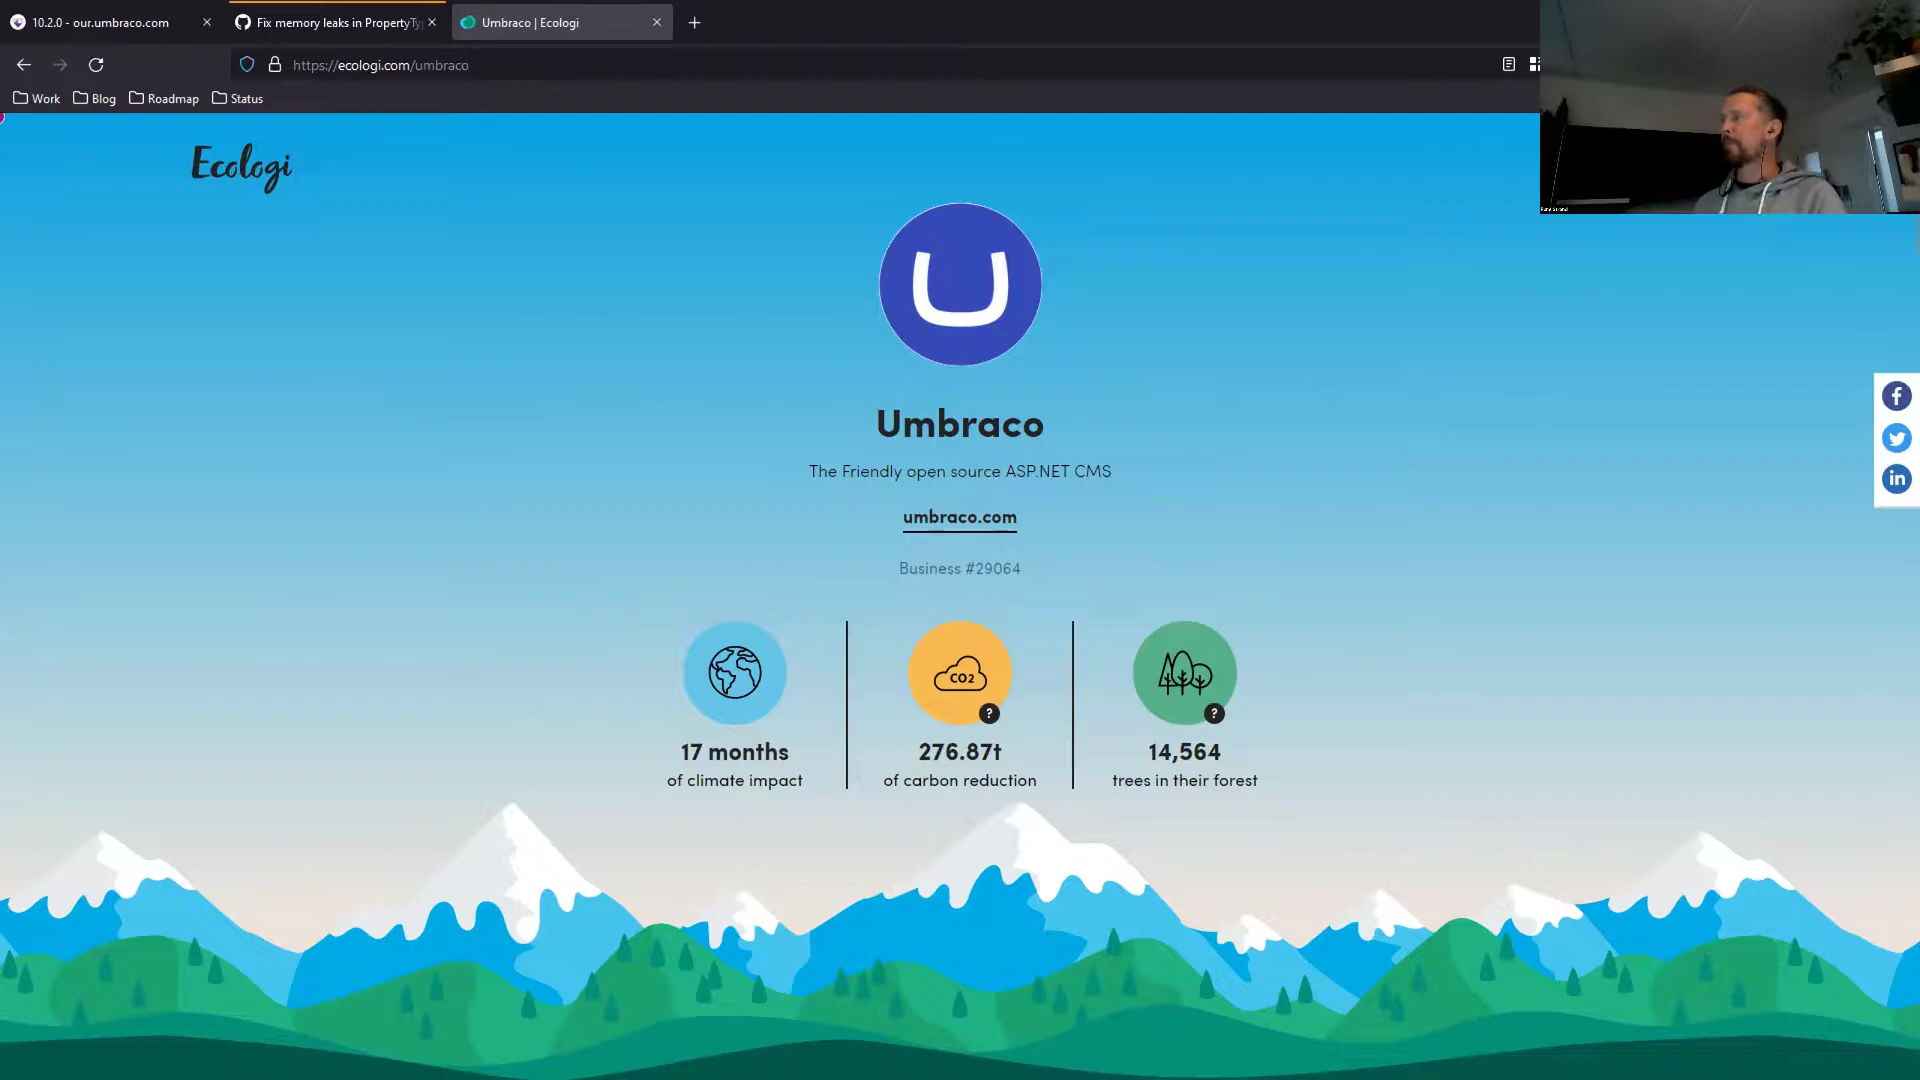 10.2.0 - our.umbraco.com
Fix memory leaks in PropertyTy
Umbraco | Ecologi
https://ecologi.com/umbraco
Work
Blog
Roadmap
Status
Ecologi
Umbraco
The Friendly open source ASP.NET CMS
umbraco.com
Business #29064
CO2
?
?
17 months
276.87t
14,564
of climate impact
of carbon reduction
trees in their forest
f
in